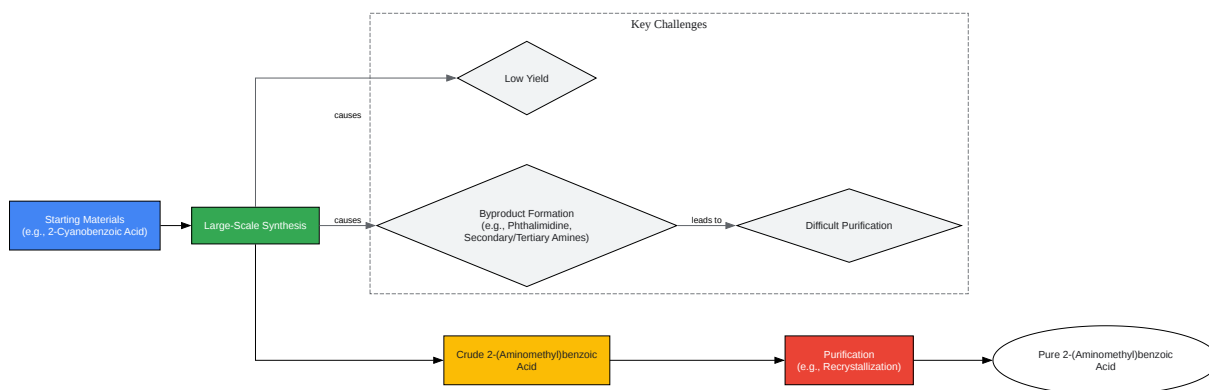 Key Challenges
Low Yield
causes
Starting Materials
(e.g., 2-Cyanobenzoic Acid)
Large-Scale Synthesis
causes
Byproduct Formation
(e.g., Phthalimidine,
Secondary/Tertiary Amines)
leads to
Difficult Purification
Crude 2-(Aminomethyl)benzoic
Acid
Purification
(e.g., Recrystallization)
Pure 2-(Aminomethyl)benzoic
Acid